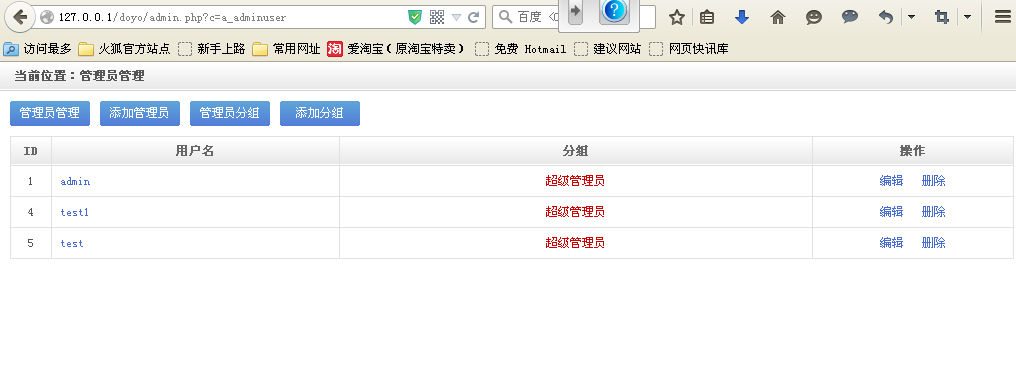 127.0.0.1/doyo/admin.php?c=a_adminuser
百度
访问最多 火狐官方站点 新手上路 常用网址 淘 爱淘宝（原淘宝特卖） 免费 Hotmail 建议网站 网页快讯库
当前位置：管理员管理
管理员管理 添加管理员 管理员分组 添加分组
ID 用户名 分组 操作
1 admin 超级管理员 编辑 删除
4 test1 超级管理员 编辑 删除
5 test 超级管理员 编辑 删除